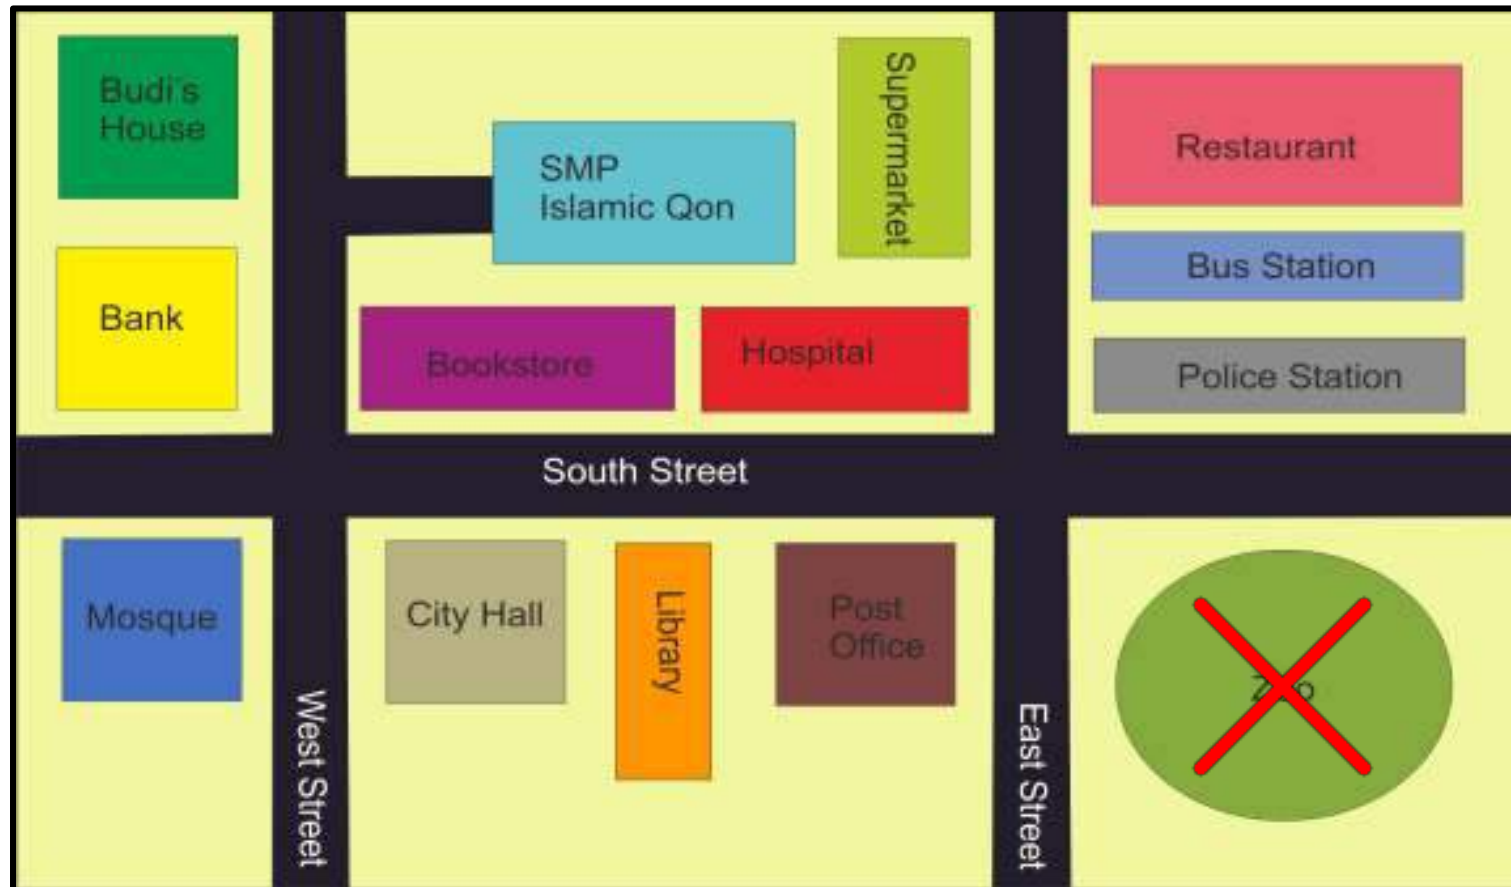 Budi's
House
SMP
Islamic Qon
Supermarket
Restaurant
Bus Station
Bank
Bookstore
Hospital
Police Station
South Street
Mosque
City Hall
Library
Post
Office
West Street
East Street